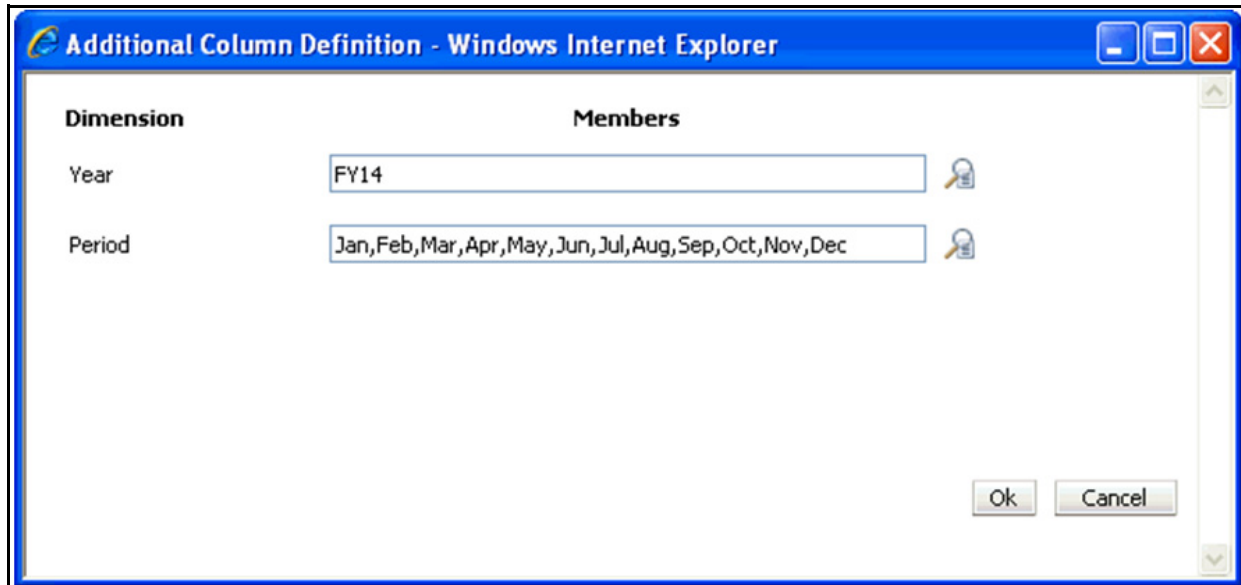 Additional Column Definition - Windows Internet Explorer
Dimension Members
Year FY14
Period Jan,Feb,Mar,Apr,May,Jun,Jul,Aug,Sep,Oct,Nov,Dec
Ok Cancel